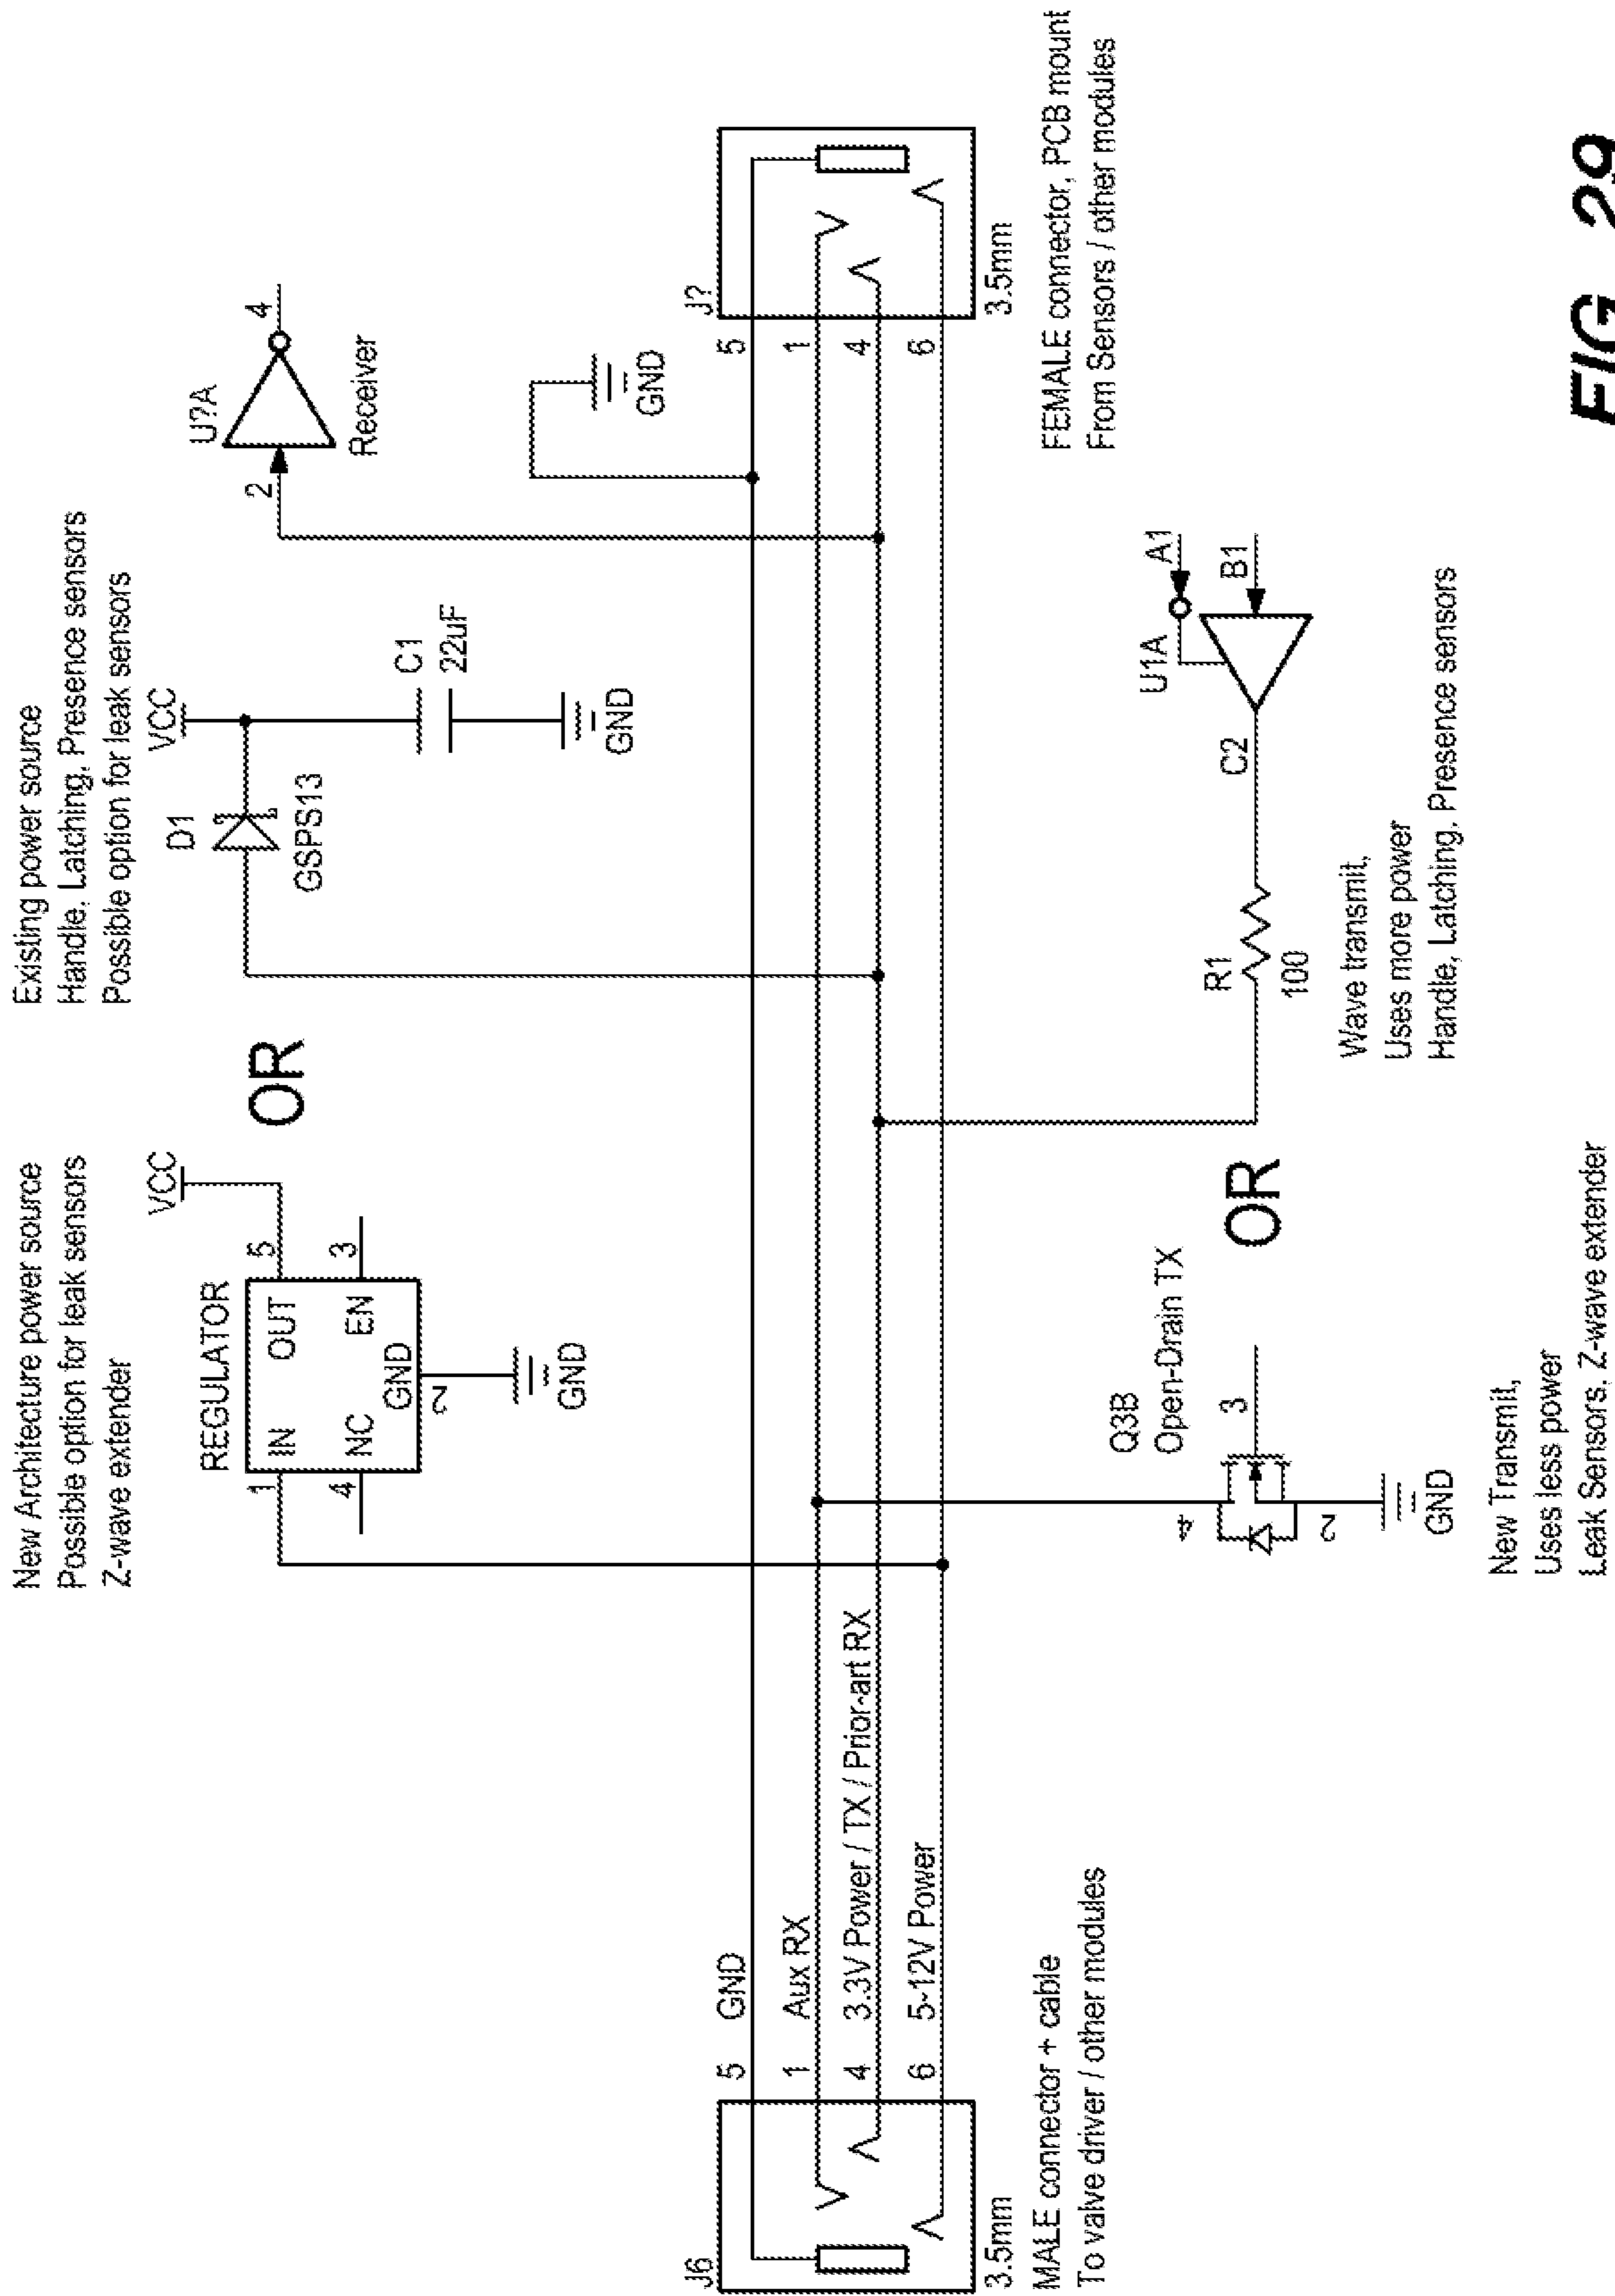 New Architecture power source
Possible option for leak sensors
Z-wave extender
Existing power source
Handle, Latching, Presence sensors
Possible option for leak sensors
OR
VCC
REGULATOR
1
IN
OUT
5
4
NC
EN
3
GND
2
GND
VCC
D1
GSPS13
C1
22uF
GND
U?A
2
4
Receiver
GND
J6
5
GND
1
Aux RX
4
3.3V Power / TX / Prior-art RX
6
5-12V Power
3.5mm
MALE connector + cable
To valve driver / other modules
J?
5
1
4
6
3.5mm
FEMALE connector, PCB mount
From Sensors / other modules
Q3B
Open-Drain TX
4
3
2
GND
New Transmit,
Uses less power
Leak Sensors, Z-wave extender
OR
R1
100
C2
U1A
A1
B1
Wave transmit,
Uses more power
Handle, Latching, Presence sensors
FIG. 29